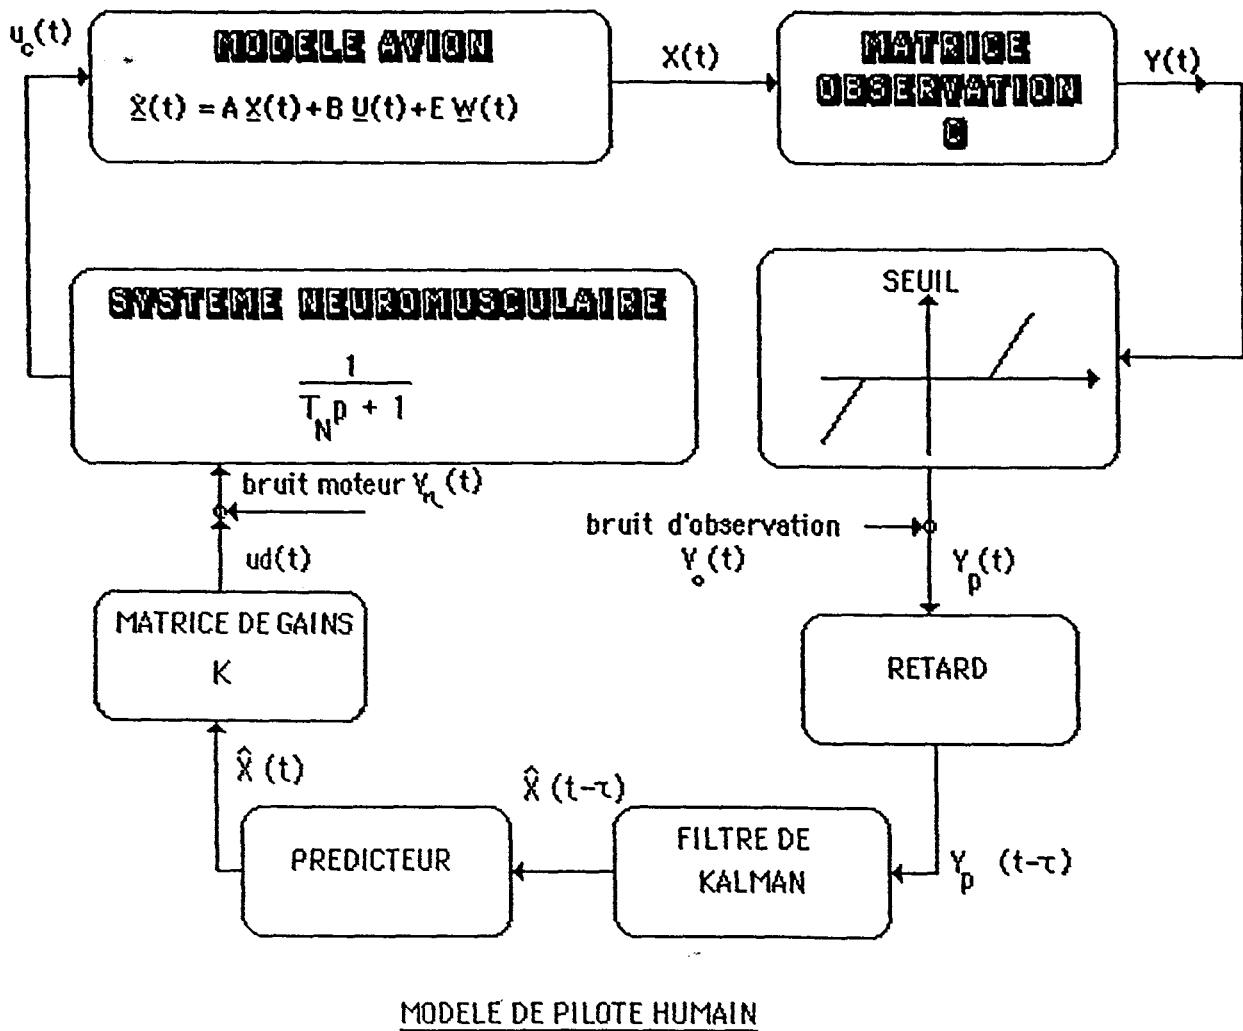 u_c(t)
MODELE AVION
Ẋ(t) = A X(t) + B U(t) + E W(t)
X(t)
MATRICE
OBSERVATION
C
Y(t)
SYSTEME NEUROMUSCULAIRE
1
T_N p + 1
SEUIL
bruit moteur V_n(t)
bruit d'observation
V_o(t)
Y_p(t)
ud(t)
MATRICE DE GAINS
K
RETARD
X̂ (t)
X̂ (t-τ)
PREDICTEUR
FILTRE DE
KALMAN
Y_p (t-τ)
MODELE DE PILOTE HUMAIN